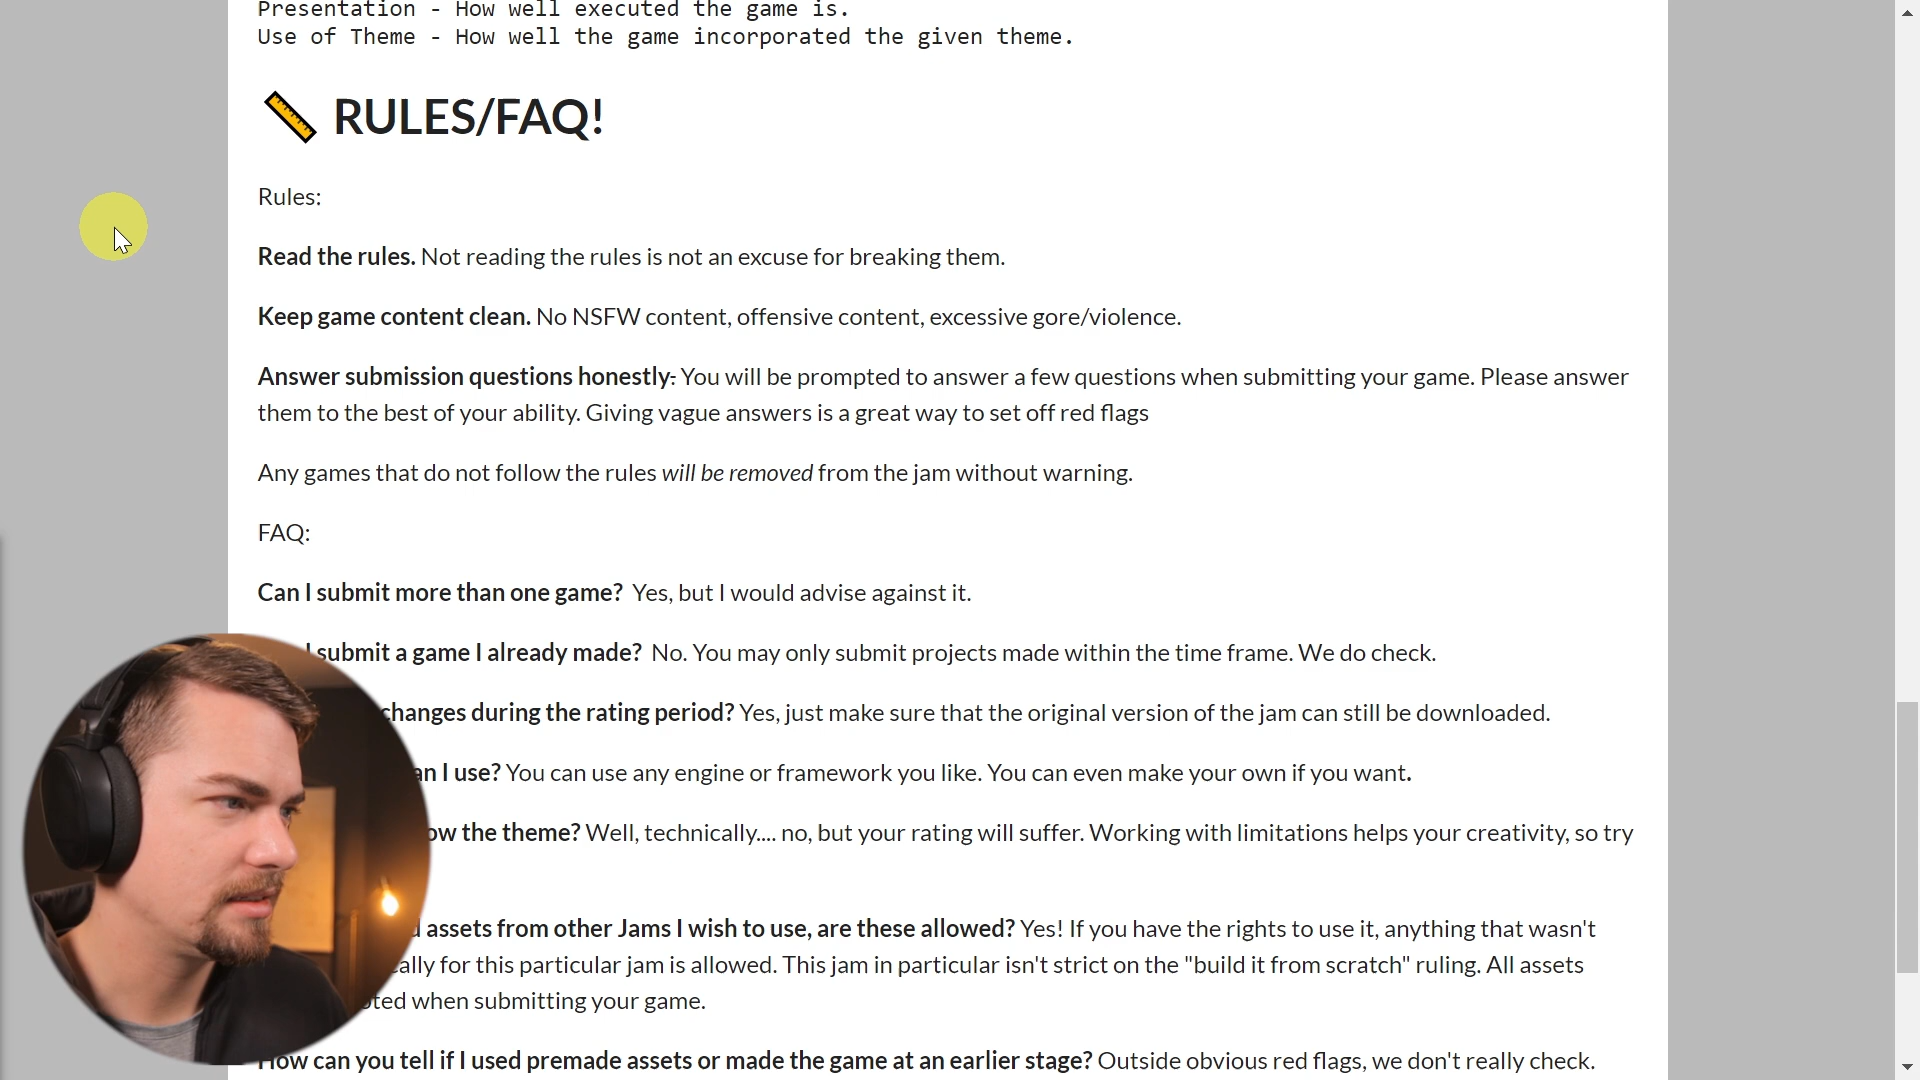 Presentation - How well executed the game is.
Use of Theme - How well the game incorporated the given theme.
RULES/FAQ!
Rules:
Read the rules. Not reading the rules is not an excuse for breaking them.
Keep game content clean. No NSFW content, offensive content, excessive gore/violence.
Answer submission questions honestly: You will be prompted to answer a few questions when submitting your game. Please answer
them to the best of your ability. Giving vague answers is a great way to set off red flags
Any games that do not follow the rules will be removed from the jam without warning.
FAQ:
Can I submit more than one game? Yes, but I would advise against it.
I submit a game I already made? No. You may only submit projects made within the time frame. We do check.
changes during the rating period? Yes, just make sure that the original version of the jam can still be downloaded.
I use? You can use any engine or framework you like. You can even make your own if you want.
the theme? Well, technically.... no, but your rating will suffer. Working with limitations helps your creativity, so try
assets from other Jams I wish to use, are these allowed? Yes! If you have the rights to use it, anything that wasn't
for this particular jam is allowed. This jam in particular isn't strict on the "build it from scratch" ruling. All assets
when submitting your game.
How can you tell if I used premade assets or made the game at an earlier stage? Outside obvious red flags, we don't really check.